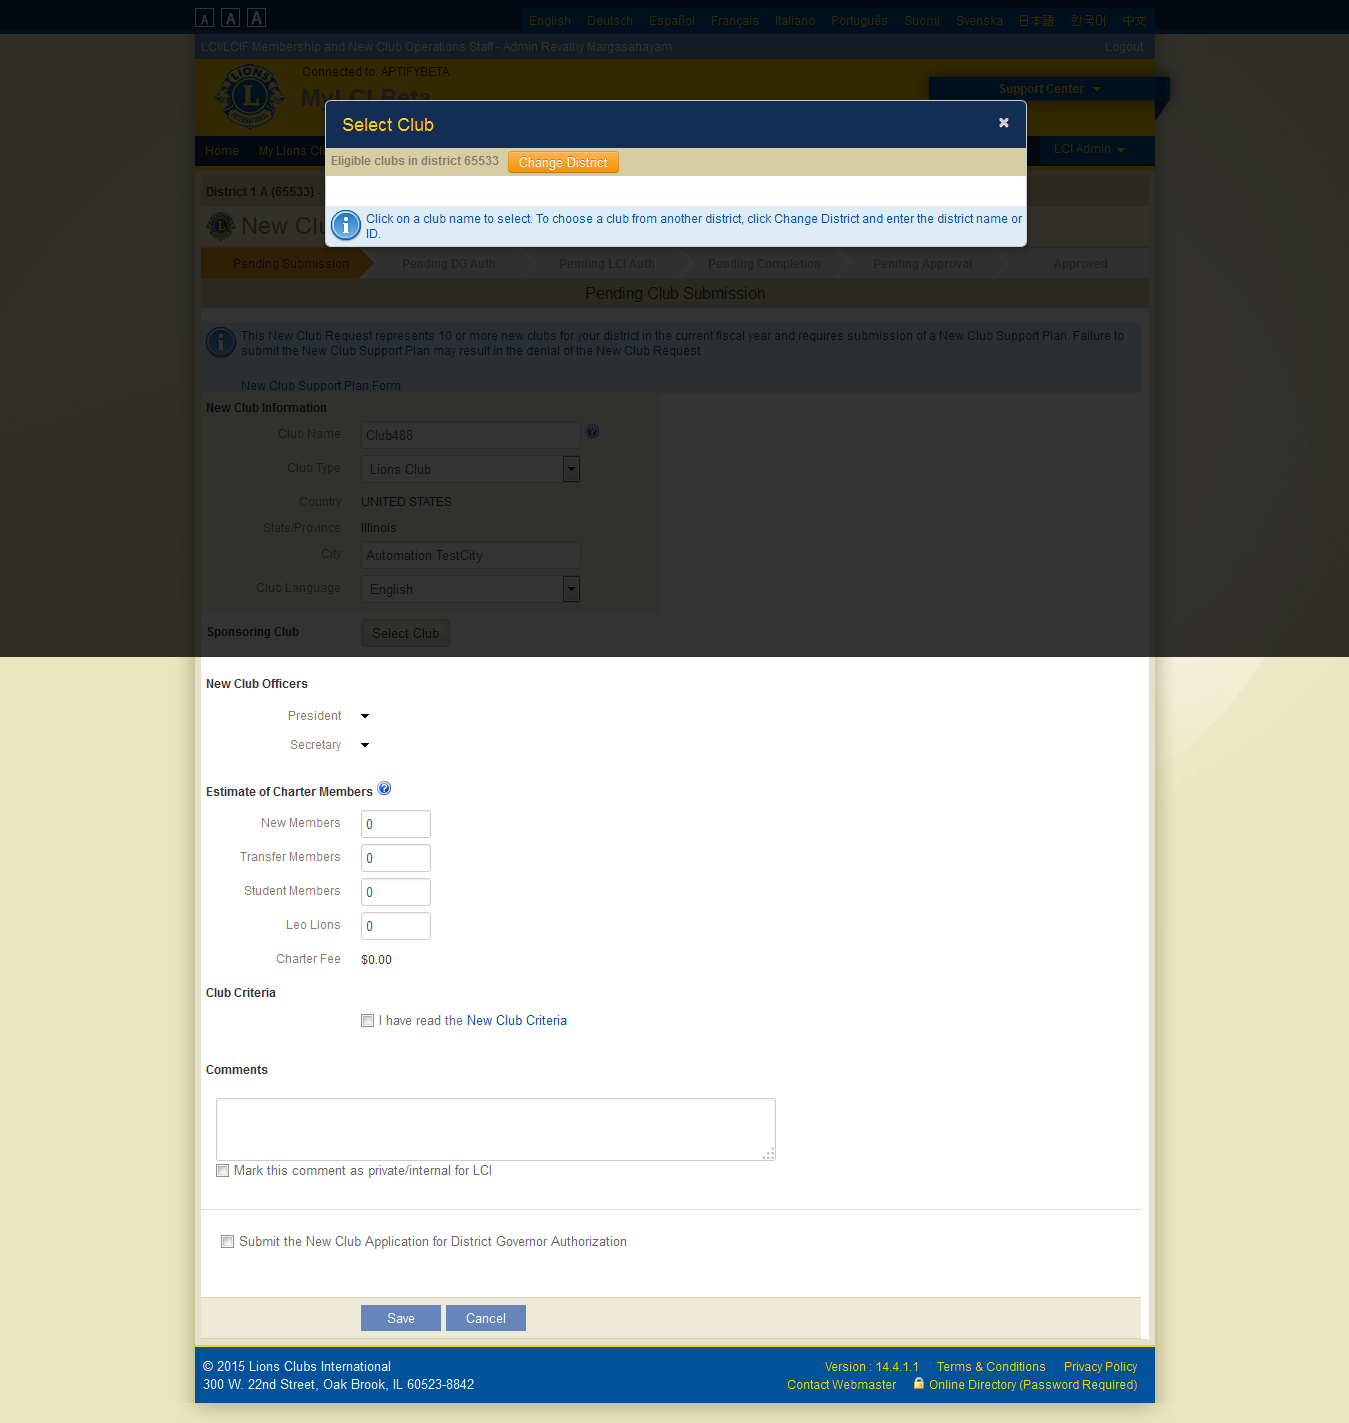 A A A
English Deutsch Español Français Italiano Português Suomi Svenska 日本語 한국어 中文
LCI/LCIF Membership and New Club Operations Staff - Admin Revathy Margasahayam Logout
LIONS
L
INTERNATIONAL
Connected to: APTIFYBETA
MyLCI Beta
Support Center
Select Club
Home My Lions Cl
LCI Admin
Eligible clubs in district 65533 Change District
District 1 A (65533) -
Click on a club name to select. To choose a club from another district, click Change District and enter the district name or
ID.
New Clu
Pending Submission Pending DG Auth Pending LCI Auth Pending Completion Pending Approval Approved
Pending Club Submission
This New Club Request represents 10 or more new clubs for your district in the current fiscal year and requires submission of a New Club Support Plan. Failure to
submit the New Club Support Plan may result in the denial of the New Club Request.
New Club Support Plan Form
New Club Information
Club Name Club488
Club Type Lions Club
Country UNITED STATES
State/Province Illinois
City Automation TestCity
Club Language English
Sponsoring Club Select Club
New Club Officers
President
Secretary
Estimate of Charter Members
New Members 0
Transfer Members 0
Student Members 0
Leo Lions 0
Charter Fee $0.00
Club Criteria
I have read the New Club Criteria
Comments
Mark this comment as private/internal for LCI
Submit the New Club Application for District Governor Authorization
Save Cancel
© 2015 Lions Clubs International
300 W. 22nd Street, Oak Brook, IL 60523-8842
Version : 14.4.1.1 Terms & Conditions Privacy Policy
Contact Webmaster Online Directory (Password Required)